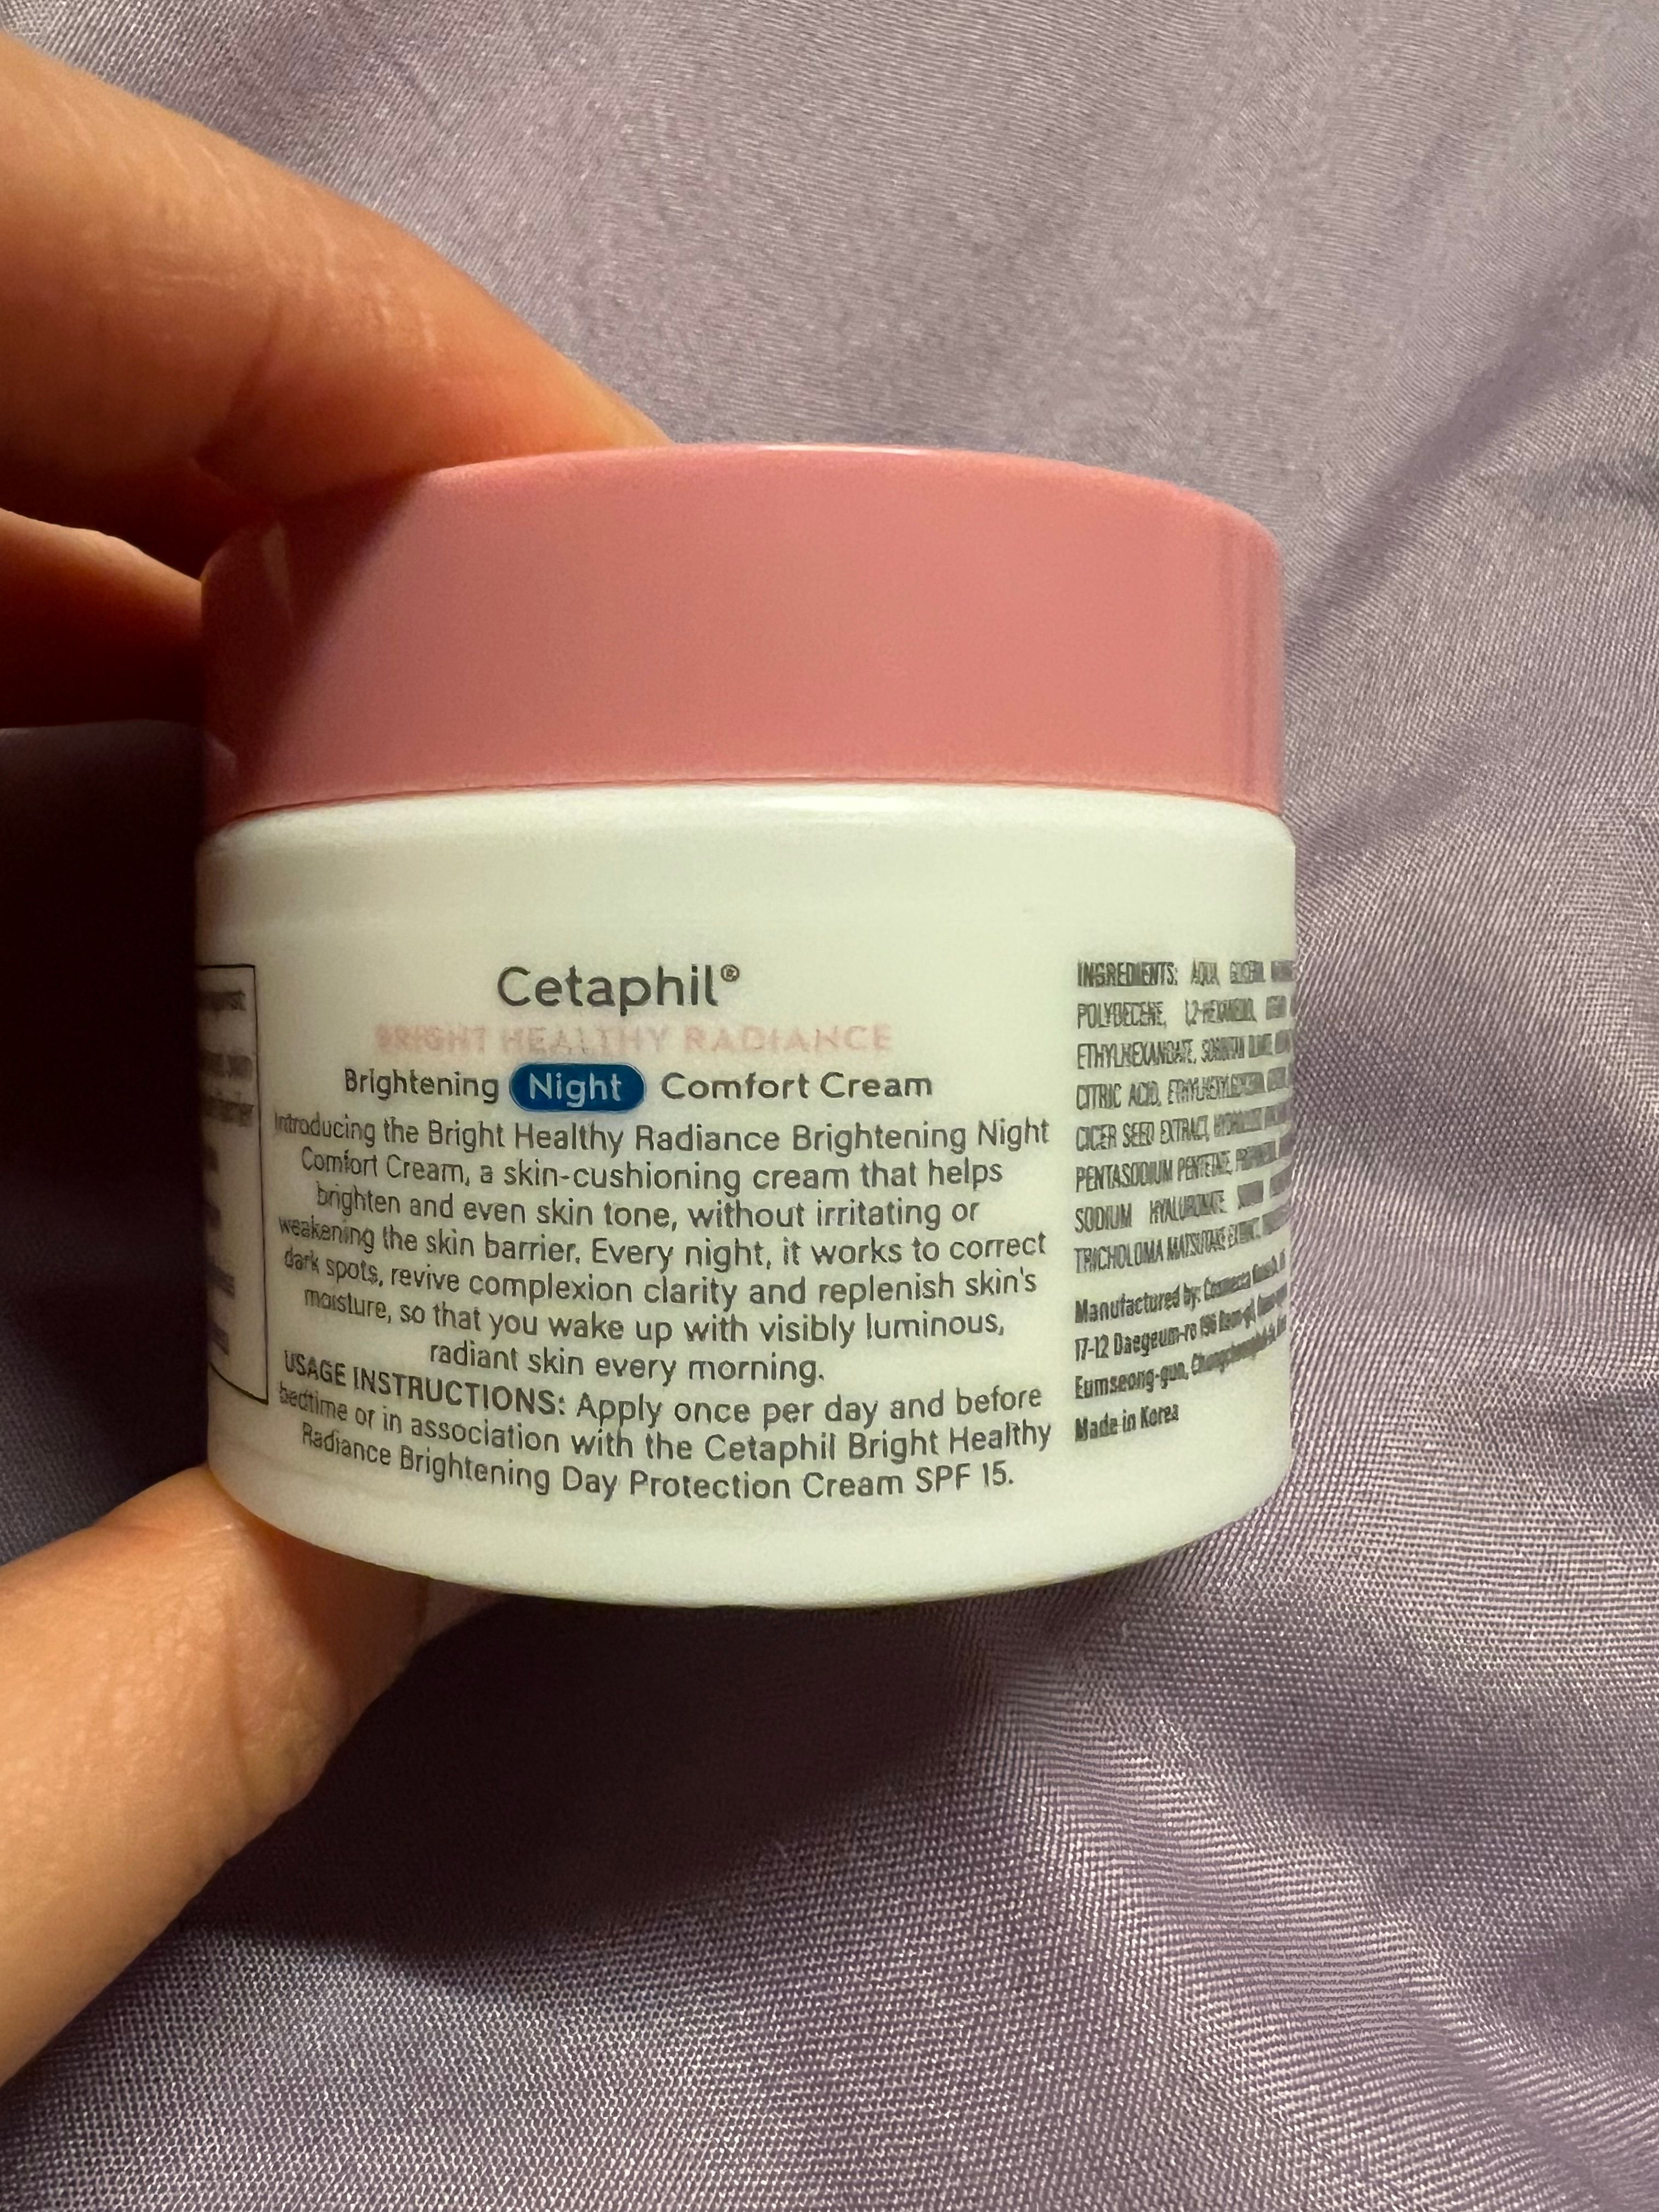 Cetaphil®
BRIGHT HEALTHY RADIANCE
Brightening Night Comfort Cream
Introducing the Bright Healthy Radiance Brightening Night
Comfort Cream, a skin-cushioning cream that helps
brighten and even skin tone, without irritating or
weakening the skin barrier. Every night, it works to correct
dark spots, revive complexion clarity and replenish skin's
moisture, so that you wake up with visibly luminous,
radiant skin every morning.
USAGE INSTRUCTIONS: Apply once per day and before
bedtime or in association with the Cetaphil Bright Healthy
Radiance Brightening Day Protection Cream SPF 15.
INGREDIENTS: AQUA, GLYCERIN,
POLYDECENE, 1,2-HEXANEDIOL,
ETHYLHEXANOATE, SORBITAN OLIVATE,
CITRIC ACID, ETHYLHEXYLGLYCERIN,
CICER SEED EXTRACT,
PENTASODIUM PENTETATE,
SODIUM HYALURONATE,
TRICHOLOMA MATSUTAKE EXTRACT,
Manufactured by:
17-12 Daegeum-ro 196
Eumseong-gun,
Made in Korea